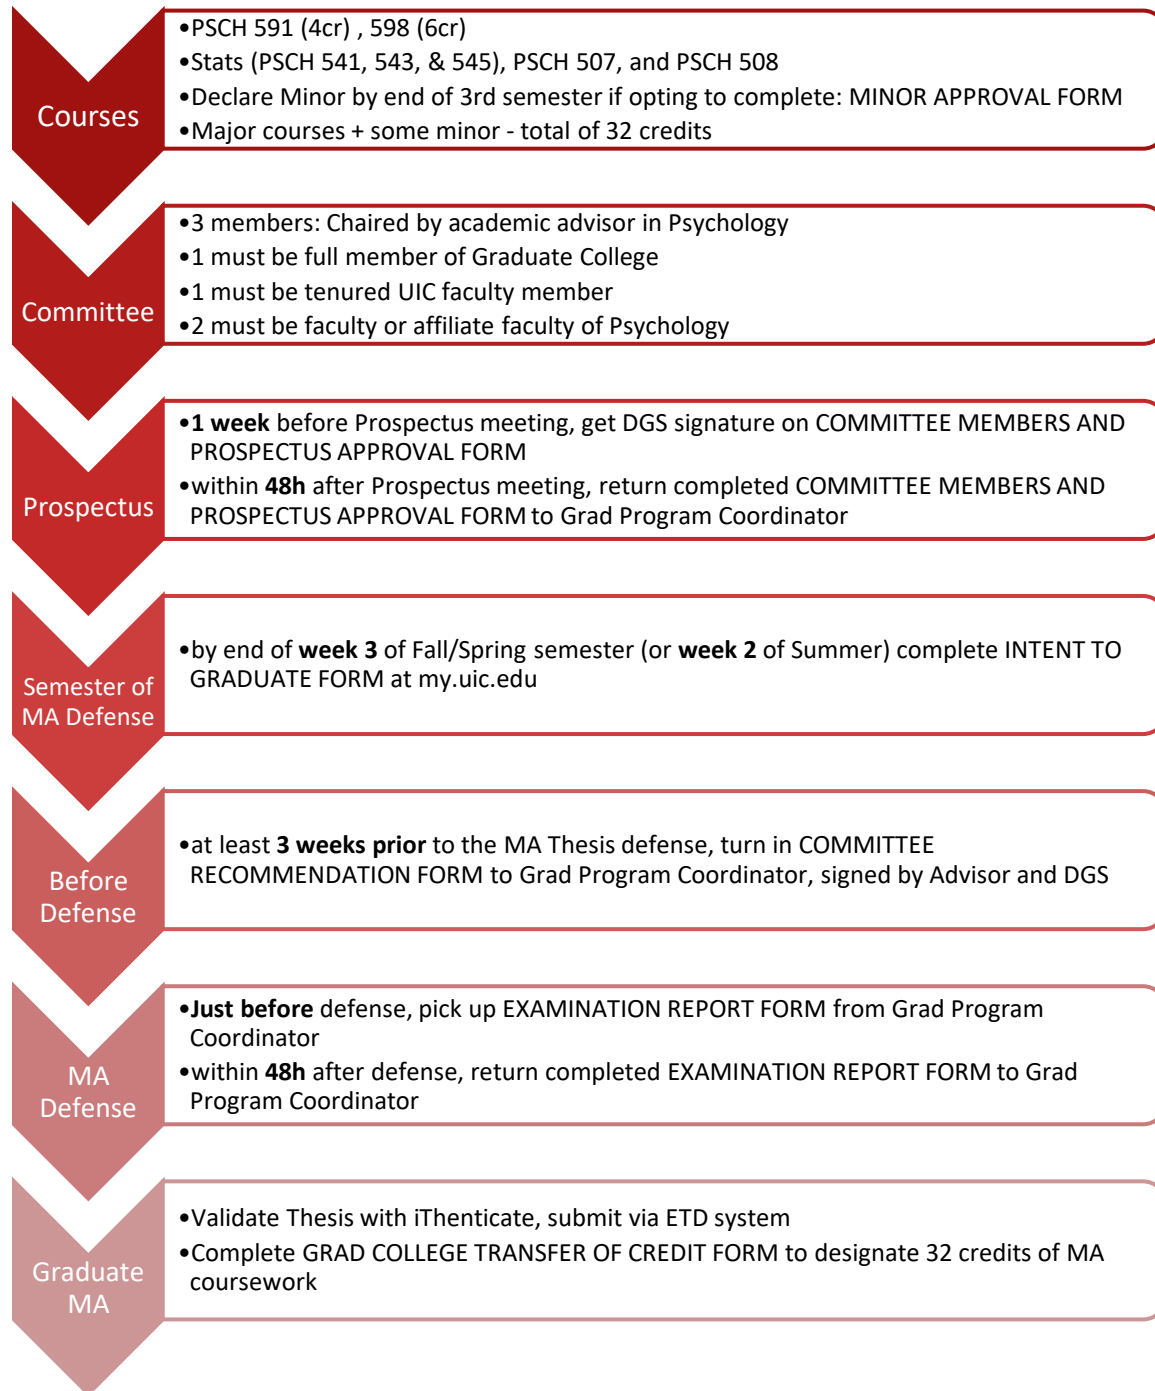 Courses
•PSCH 591 (4cr) , 598 (6cr)
•Stats (PSCH 541, 543, & 545), PSCH 507, and PSCH 508
•Declare Minor by end of 3rd semester if opting to complete: MINOR APPROVAL FORM
•Major courses + some minor - total of 32 credits
Committee
•3 members: Chaired by academic advisor in Psychology
•1 must be full member of Graduate College
•1 must be tenured UIC faculty member
•2 must be faculty or affiliate faculty of Psychology
Prospectus
•1 week before Prospectus meeting, get DGS signature on COMMITTEE MEMBERS AND
PROSPECTUS APPROVAL FORM
•within 48h after Prospectus meeting, return completed COMMITTEE MEMBERS AND
PROSPECTUS APPROVAL FORM to Grad Program Coordinator
Semester of
MA Defense
•by end of week 3 of Fall/Spring semester (or week 2 of Summer) complete INTENT TO
GRADUATE FORM at my.uic.edu
Before
Defense
•at least 3 weeks prior to the MA Thesis defense, turn in COMMITTEE
RECOMMENDATION FORM to Grad Program Coordinator, signed by Advisor and DGS
MA
Defense
•Just before defense, pick up EXAMINATION REPORT FORM from Grad Program
Coordinator
•within 48h after defense, return completed EXAMINATION REPORT FORM to Grad
Program Coordinator
Graduate
MA
•Validate Thesis with iThenticate, submit via ETD system
•Complete GRAD COLLEGE TRANSFER OF CREDIT FORM to designate 32 credits of MA
coursework